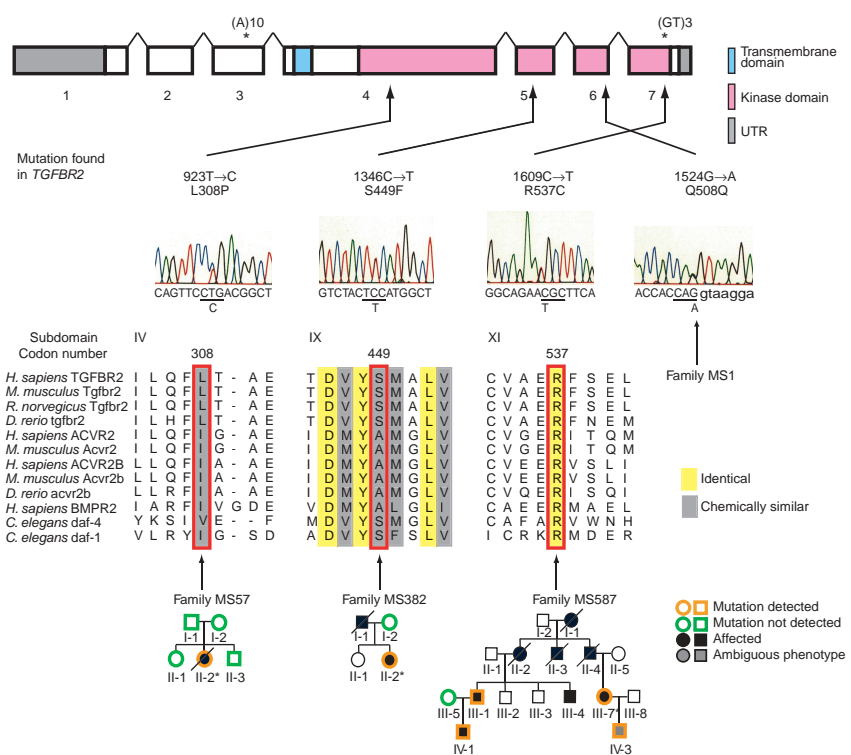 (A)10
*
(GT)3
*
1 2 3 4 5 6 7
Transmembrane
domain
Kinase domain
UTR
Mutation found
in TGFBR2
923T→C
L308P
1346C→T
S449F
1609C→T
R537C
1524G→A
Q508Q
CAGTTCCTGACGGCT
C
GTCTACTCCATGGCT
T
GGCAGAACGCTTCA
T
ACCACCAGgtaagga
A
Family MS1
Subdomain IV IX XI
Codon number 308 449 537
H. sapiens TGFBR2 I L Q F L T - A E T D V Y S M A L V C V A E R F S E L
M. musculus Tgfbr2 I L Q F L T - A E T D V Y S M A L V C V A E R F S E L
R. norvegicus Tgfbr2 I L Q F L T - A E T D V Y S M A L V C V A E R F S E L
D. rerio tgfbr2 I L H F L T - A E T D V Y S M A L V C V A E R F N E M
H. sapiens ACVR2 I L Q F I G - A E I D M Y A M G L V C V G E R I T Q M
M. musculus Acvr2 I L Q F I G - A E I D M Y A M G L V C V G E R I T Q M
H. sapiens ACVR2B L L Q F I A - A E I D M Y A M G L V C V E E R V S L I
M. musculus Acvr2b L L Q F I A - A E I D M Y A M G L V C V E E R V S L I
D. rerio acvr2b L L R F I A - A E I D M Y A M G L V C V Q E R I S Q I
H. sapiens BMPR2 I A R F I V G D E V D M Y A L G L I C A E E R M A E L
C. elegans daf-4 Y K S I V E - - F M D V Y S M G L V C A F A R V W N H
C. elegans daf-1 V L R Y I G - S D A D V Y S F S L V I C R K R M D E R
Identical
Chemically similar
Family MS57
I-1 I-2
II-1 II-2* II-3
Family MS382
I-1 I-2
II-1 II-2*
Family MS587
I-2 I-1
II-1 II-2 II-3 II-4 II-5
III-5 III-1 III-2 III-3 III-4 III-7* III-8
IV-1 IV-3
Mutation detected
Mutation not detected
Affected
Ambiguous phenotype